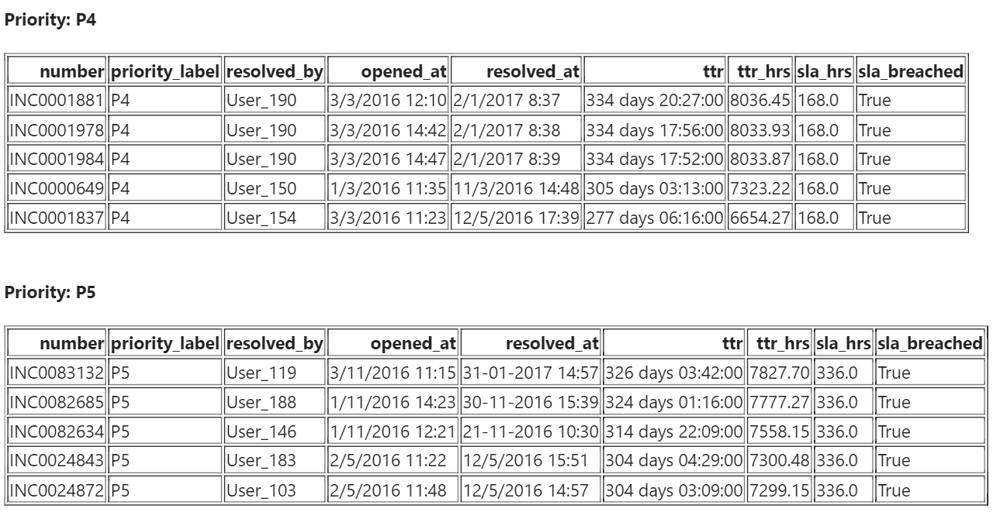 Priority: P4
number priority_label resolved_by opened_at resolved_at ttr ttr_hrs sla_hrs sla_breached
INC0001881 P4 User_190 3/3/2016 12:10 2/1/2017 8:37 334 days 20:27:00 8036.45 168.0 True
INC0001978 P4 User_190 3/3/2016 14:42 2/1/2017 8:38 334 days 17:56:00 8033.93 168.0 True
INC0001984 P4 User_190 3/3/2016 14:47 2/1/2017 8:39 334 days 17:52:00 8033.87 168.0 True
INC0000649 P4 User_150 1/3/2016 11:35 11/3/2016 14:48 305 days 03:13:00 7323.22 168.0 True
INC0001837 P4 User_154 3/3/2016 11:23 12/5/2016 17:39 277 days 06:16:00 6654.27 168.0 True
Priority: P5
number priority_label resolved_by opened_at resolved_at ttr ttr_hrs sla_hrs sla_breached
INC0083132 P5 User_119 3/11/2016 11:15 31-01-2017 14:57 326 days 03:42:00 7827.70 336.0 True
INC0082685 P5 User_188 1/11/2016 14:23 30-11-2016 15:39 324 days 01:16:00 7777.27 336.0 True
INC0082634 P5 User_146 1/11/2016 12:21 21-11-2016 10:30 314 days 22:09:00 7558.15 336.0 True
INC0024843 P5 User_183 2/5/2016 11:22 12/5/2016 15:51 304 days 04:29:00 7300.48 336.0 True
INC0024872 P5 User_103 2/5/2016 11:48 12/5/2016 14:57 304 days 03:09:00 7299.15 336.0 True